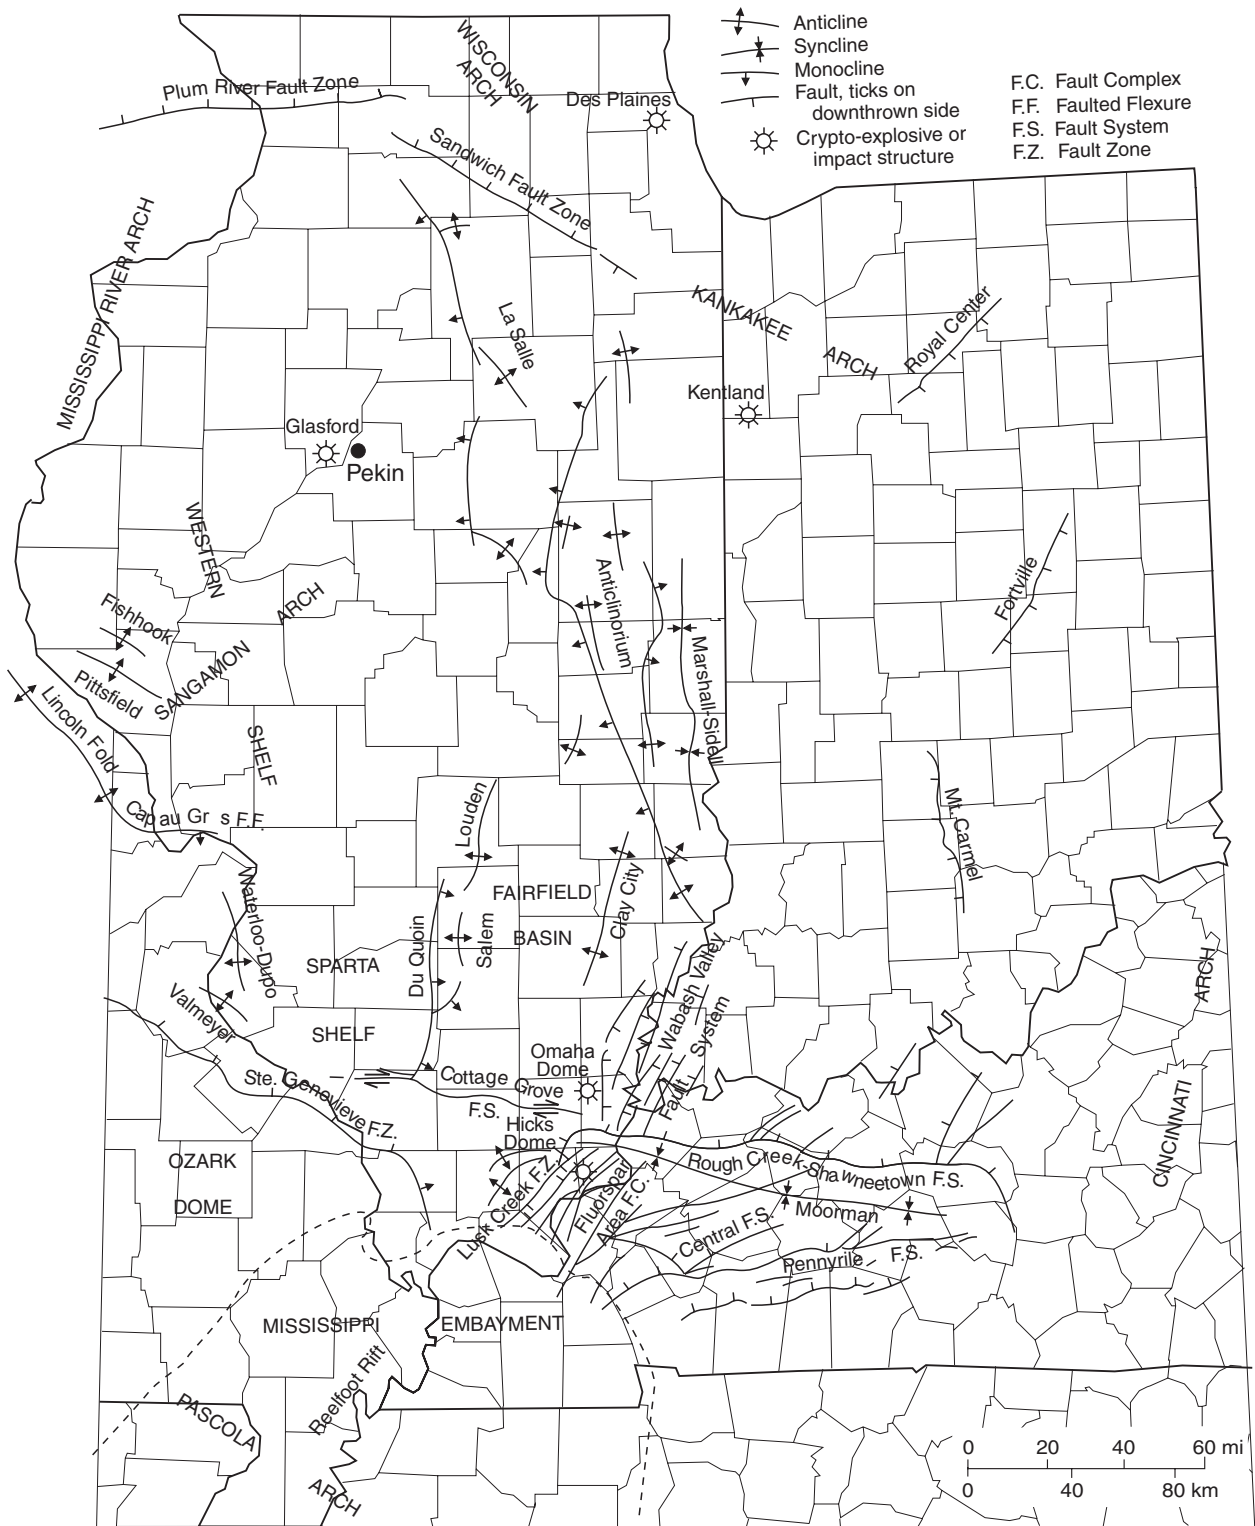 Anticline
Syncline
Monocline
Fault, ticks on
downthrown side
Crypto-explosive or
impact structure
F.C. Fault Complex
F.F. Faulted Flexure
F.S. Fault System
F.Z. Fault Zone
WISCONSIN
ARCH
Plum River Fault Zone
Des Plaines
Sandwich Fault Zone
MISSISSIPPI RIVER ARCH
KANKAKEE
ARCH
Royal Center
La Salle
Kentland
Glasford
Pekin
WESTERN
Anticlinorium
Fortville
Fishhook
ARCH
SANGAMON
Pittsfield
Marshall-Sidell
Lincoln Fold
SHELF
Cap au Gr s F.F.
Louden
Mt. Carmel
Waterloo-Dupo
FAIRFIELD
Clay City
BASIN
Du Quoin
Salem
SPARTA
SHELF
Valmeyer
Wabash Valley
Fault System
ARCH
Omaha
Dome
Ste. Genevieve F.Z.
Cottage Grove
F.S.
Hicks
Dome
CINCINNATI
OZARK
DOME
Rough Creek-Shawneetown F.S.
Lusk Creek F.Z.
Fluorspar
Area F.C.
Moorman
Central F.S.
Pennyrile F.S.
MISSISSIPPI EMBAYMENT
Reelfoot Rift
PASCOLA
ARCH
0 20 40 60 mi
0 40 80 km